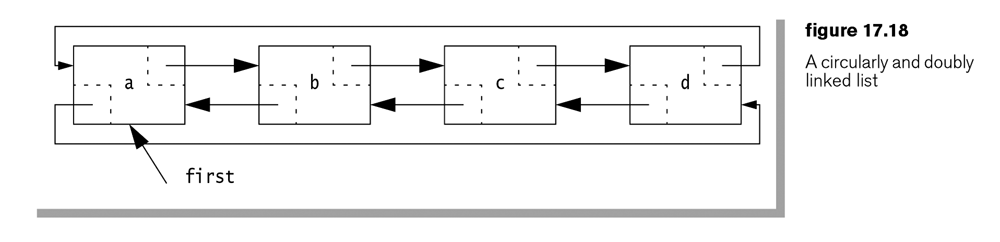 a
b
c
d
first
figure 17.18
A circularly and doubly
linked list